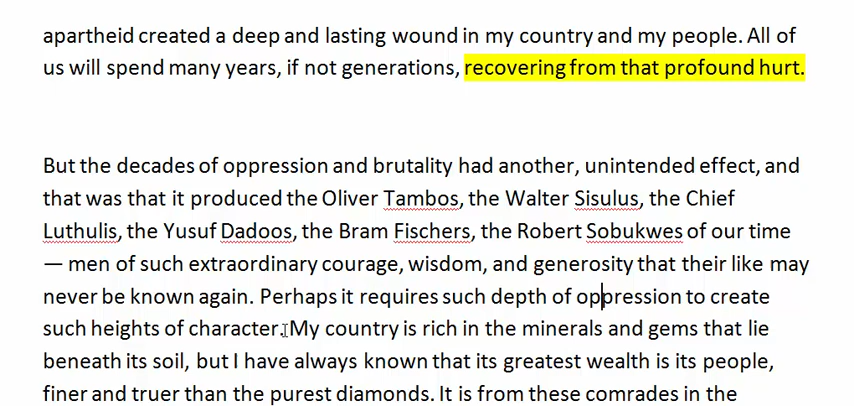 apartheid created a deep and lasting wound in my country and my people. All of
us will spend many years, if not generations, recovering from that profound hurt.
But the decades of oppression and brutality had another, unintended effect, and
that was that it produced the Oliver Tambos, the Walter Sisulus, the Chief
Luthulis, the Yusuf Dadoos, the Bram Fischers, the Robert Sobukwes of our time
— men of such extraordinary courage, wisdom, and generosity that their like may
never be known again. Perhaps it requires such depth of oppression to create
such heights of character. My country is rich in the minerals and gems that lie
beneath its soil, but I have always known that its greatest wealth is its people,
finer and truer than the purest diamonds. It is from these comrades in the